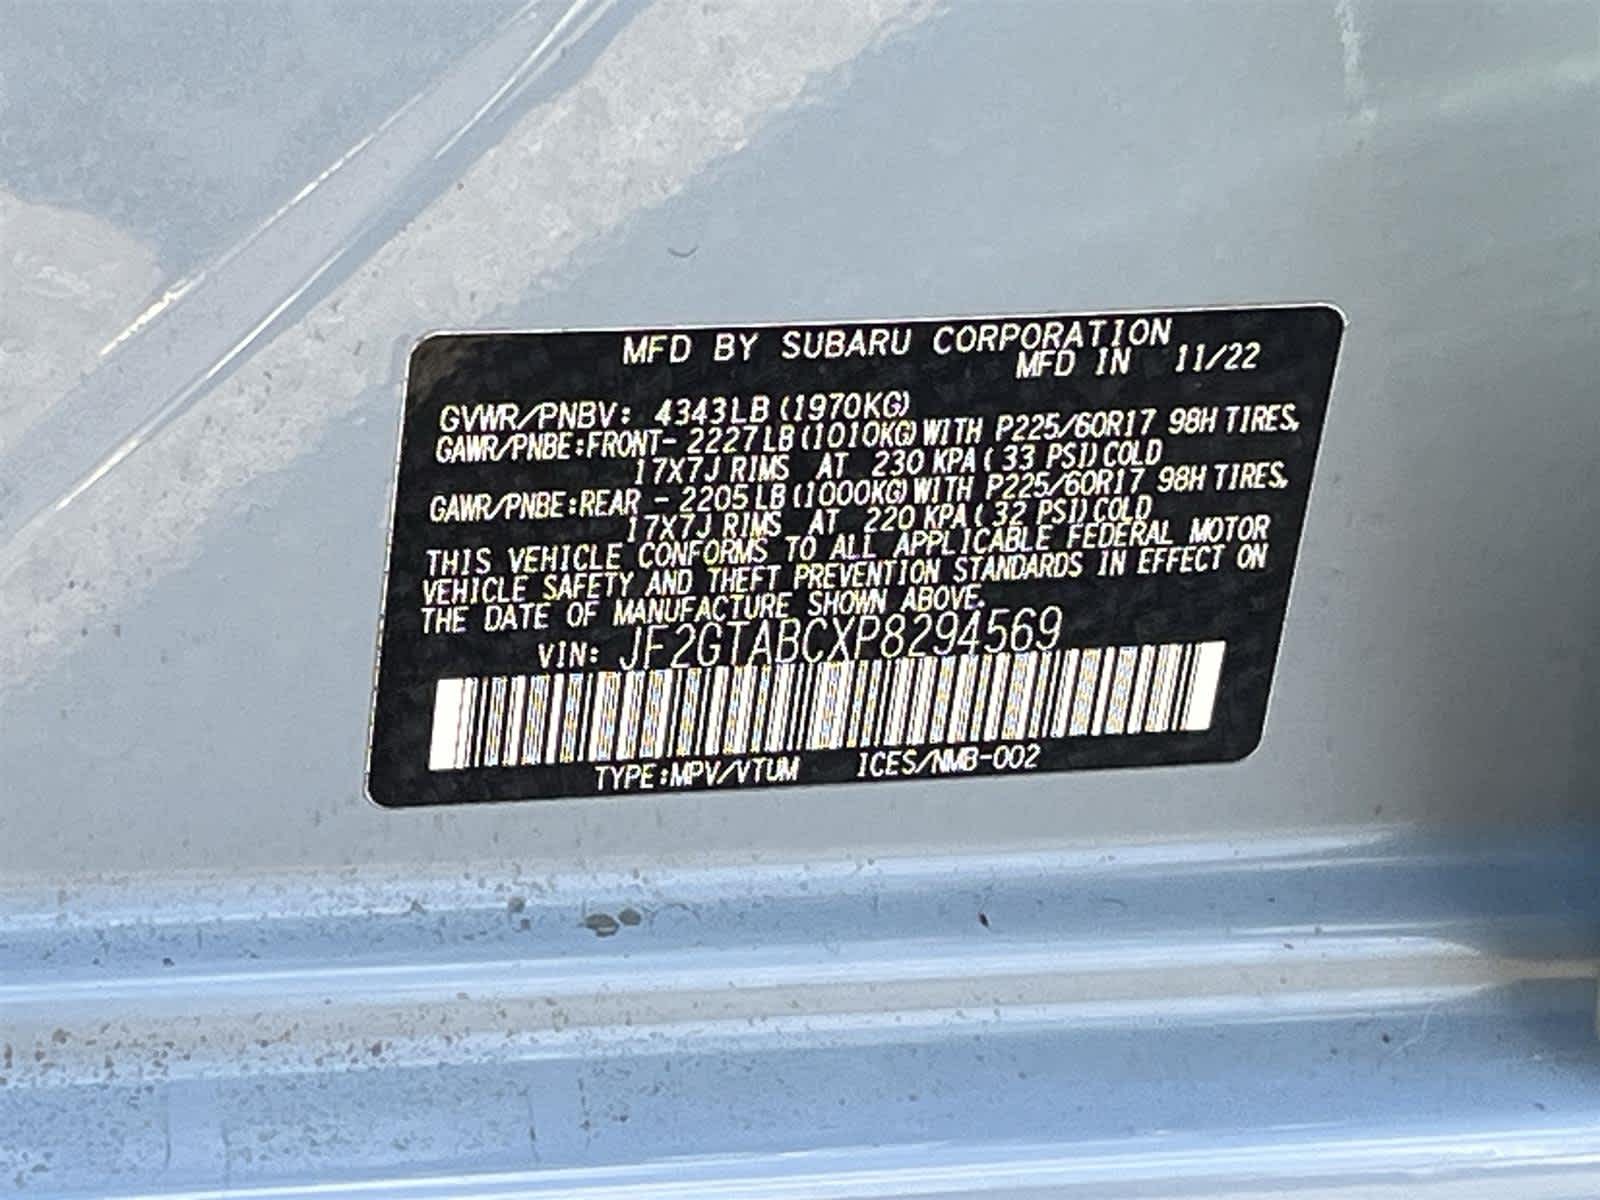 MFD BY SUBARU CORPORATION
MFD IN 11/22
GVWR/PNBV: 4343LB (1970KG)
GAWR/PNBE:FRONT- 2227LB (1010KG) WITH P225/60R17 98H TIRES,
17X7J RIMS AT 230 KPA ( 33 PSI) COLD
GAWR/PNBE:REAR - 2205LB (1000KG) WITH P225/60R17 98H TIRES,
17X7J RIMS AT 220 KPA ( 32 PSI) COLD
THIS VEHICLE CONFORMS TO ALL APPLICABLE FEDERAL MOTOR
VEHICLE SAFETY AND THEFT PREVENTION STANDARDS IN EFFECT ON
THE DATE OF MANUFACTURE SHOWN ABOVE.
VIN: JF2GTABCXP8294569
TYPE:MPV/VTUM ICES/NMB-002